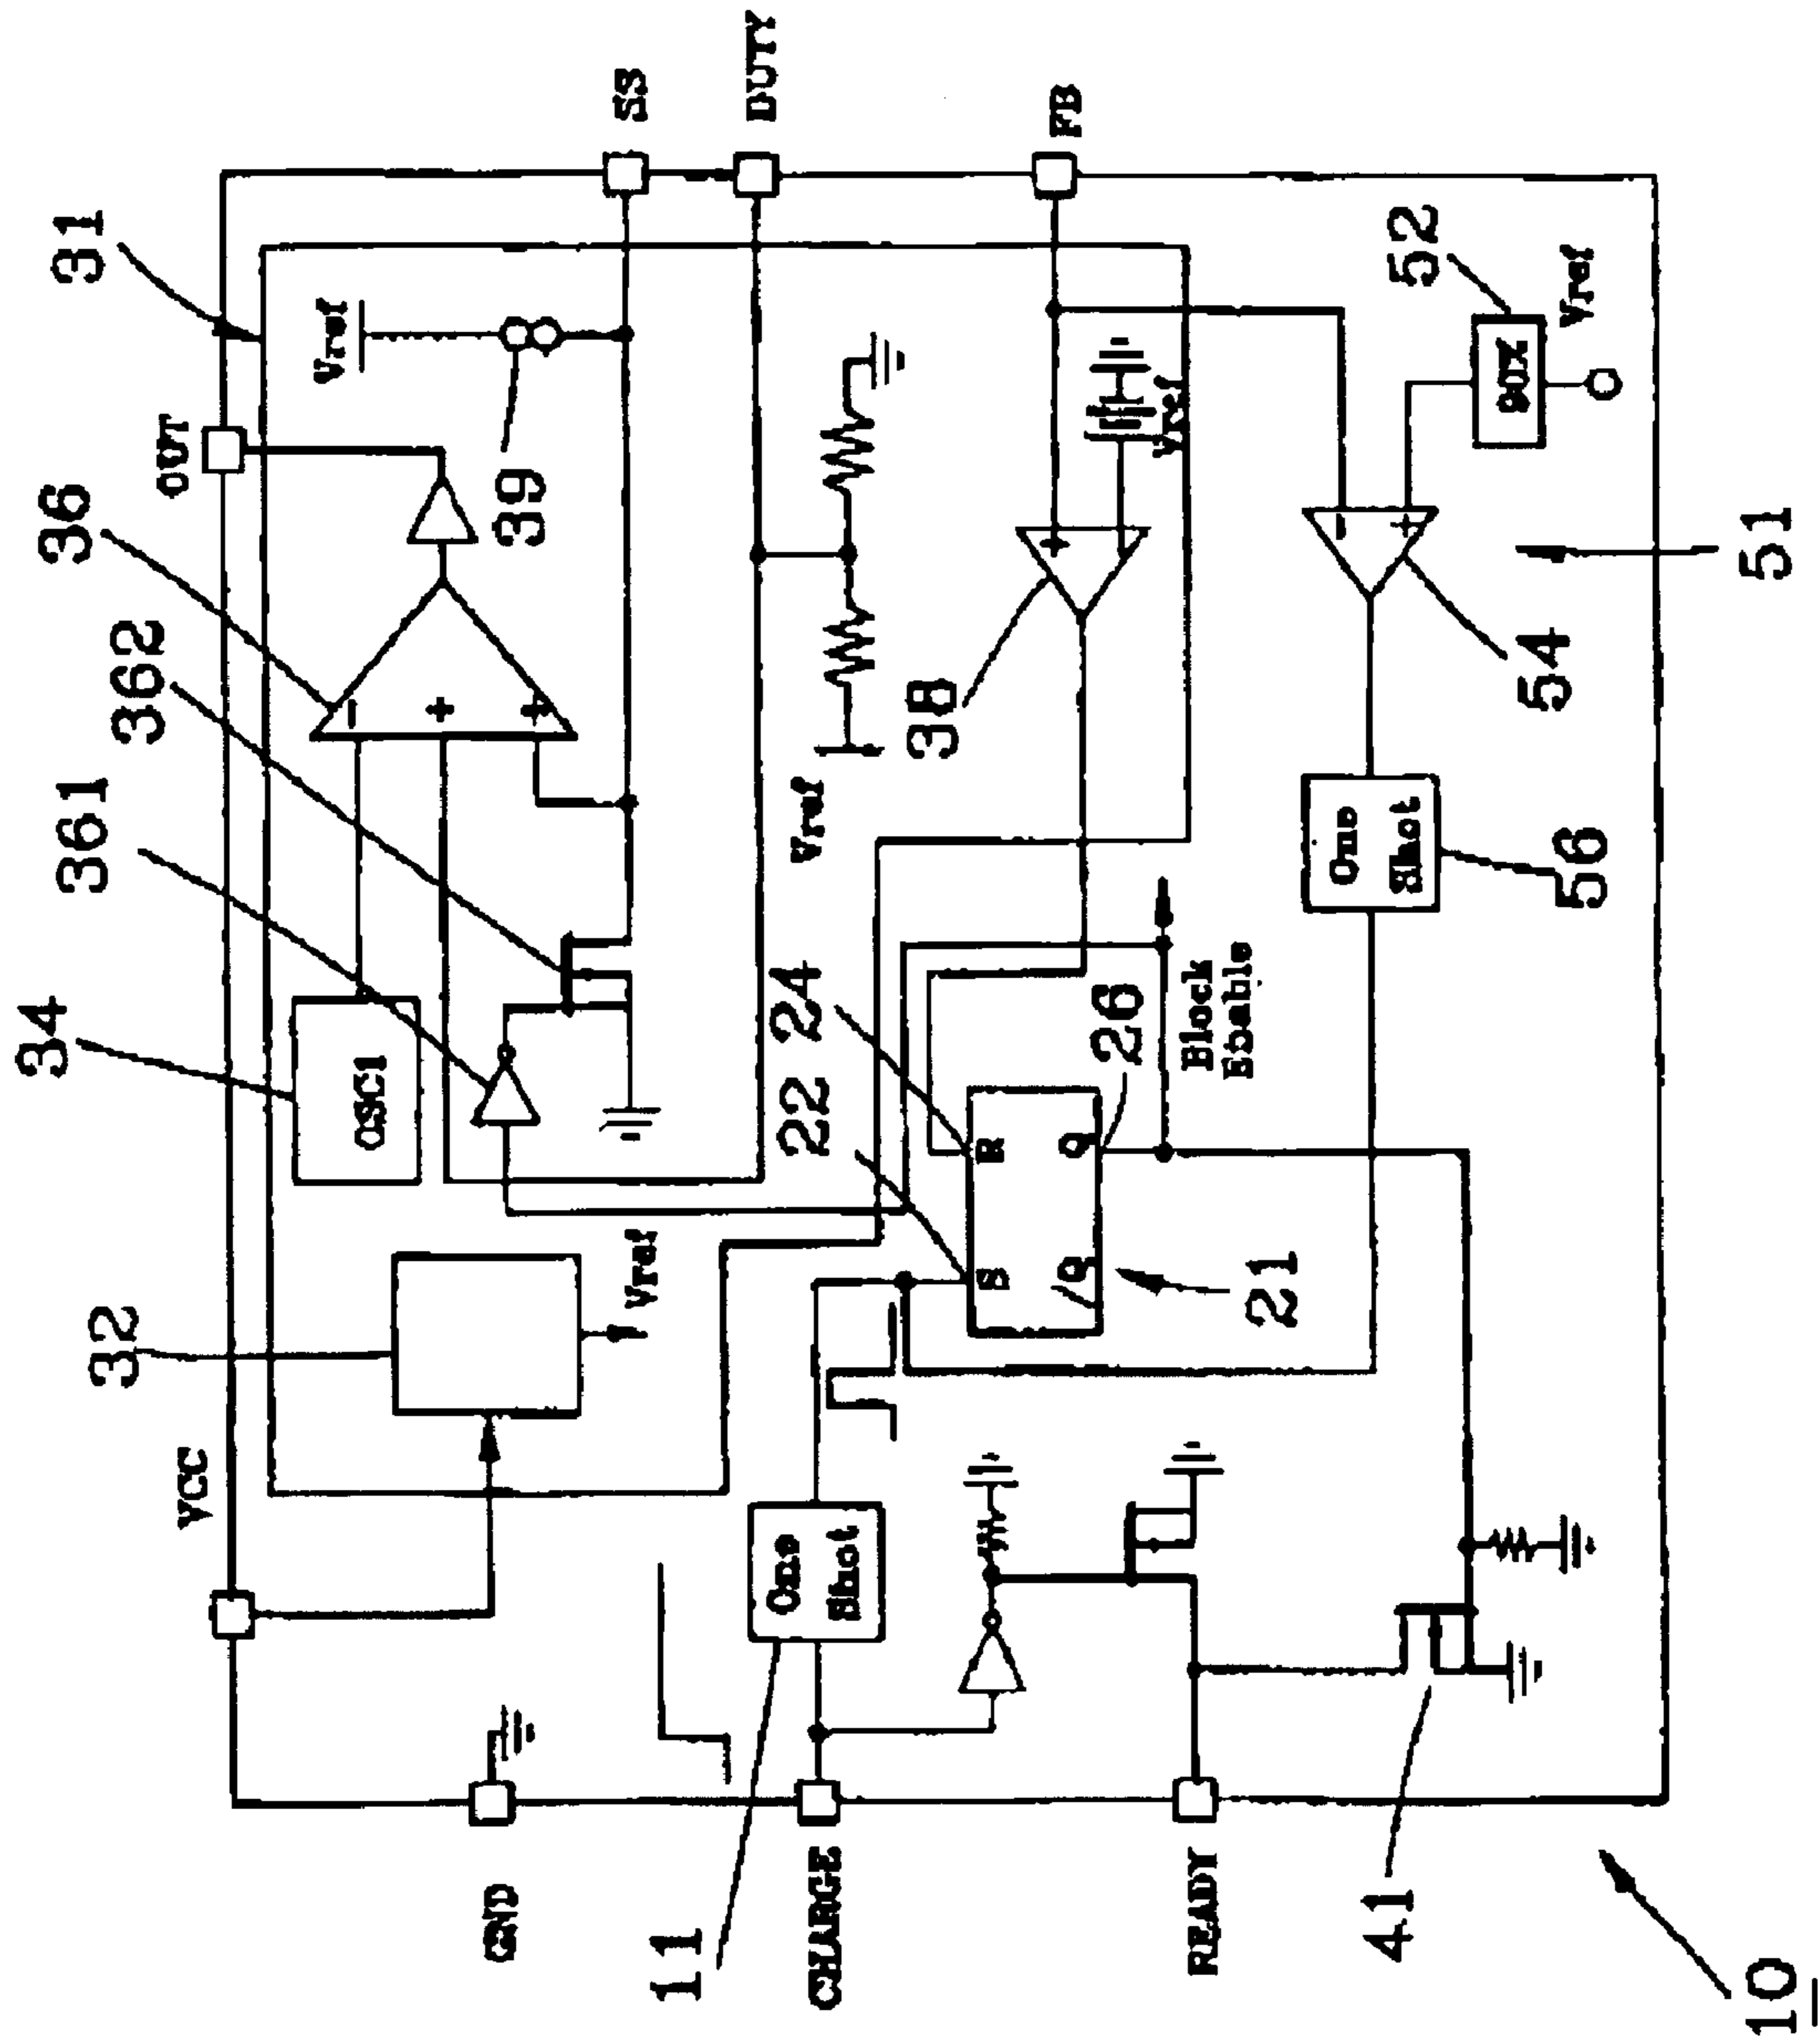 VCC
OUT
32
34
361
362
36
31
OSC1
-
+
+
Vref
39
SS
GND
Vref
DUTY
11
CHARGE
One
Shot
22
24
S
R
/Q
Q
26
21
Block
Enable
Vref
38
+
-
Vref
FB
READY
41
One
Shot
56
-
+
54
51
90%
52
Vref
10